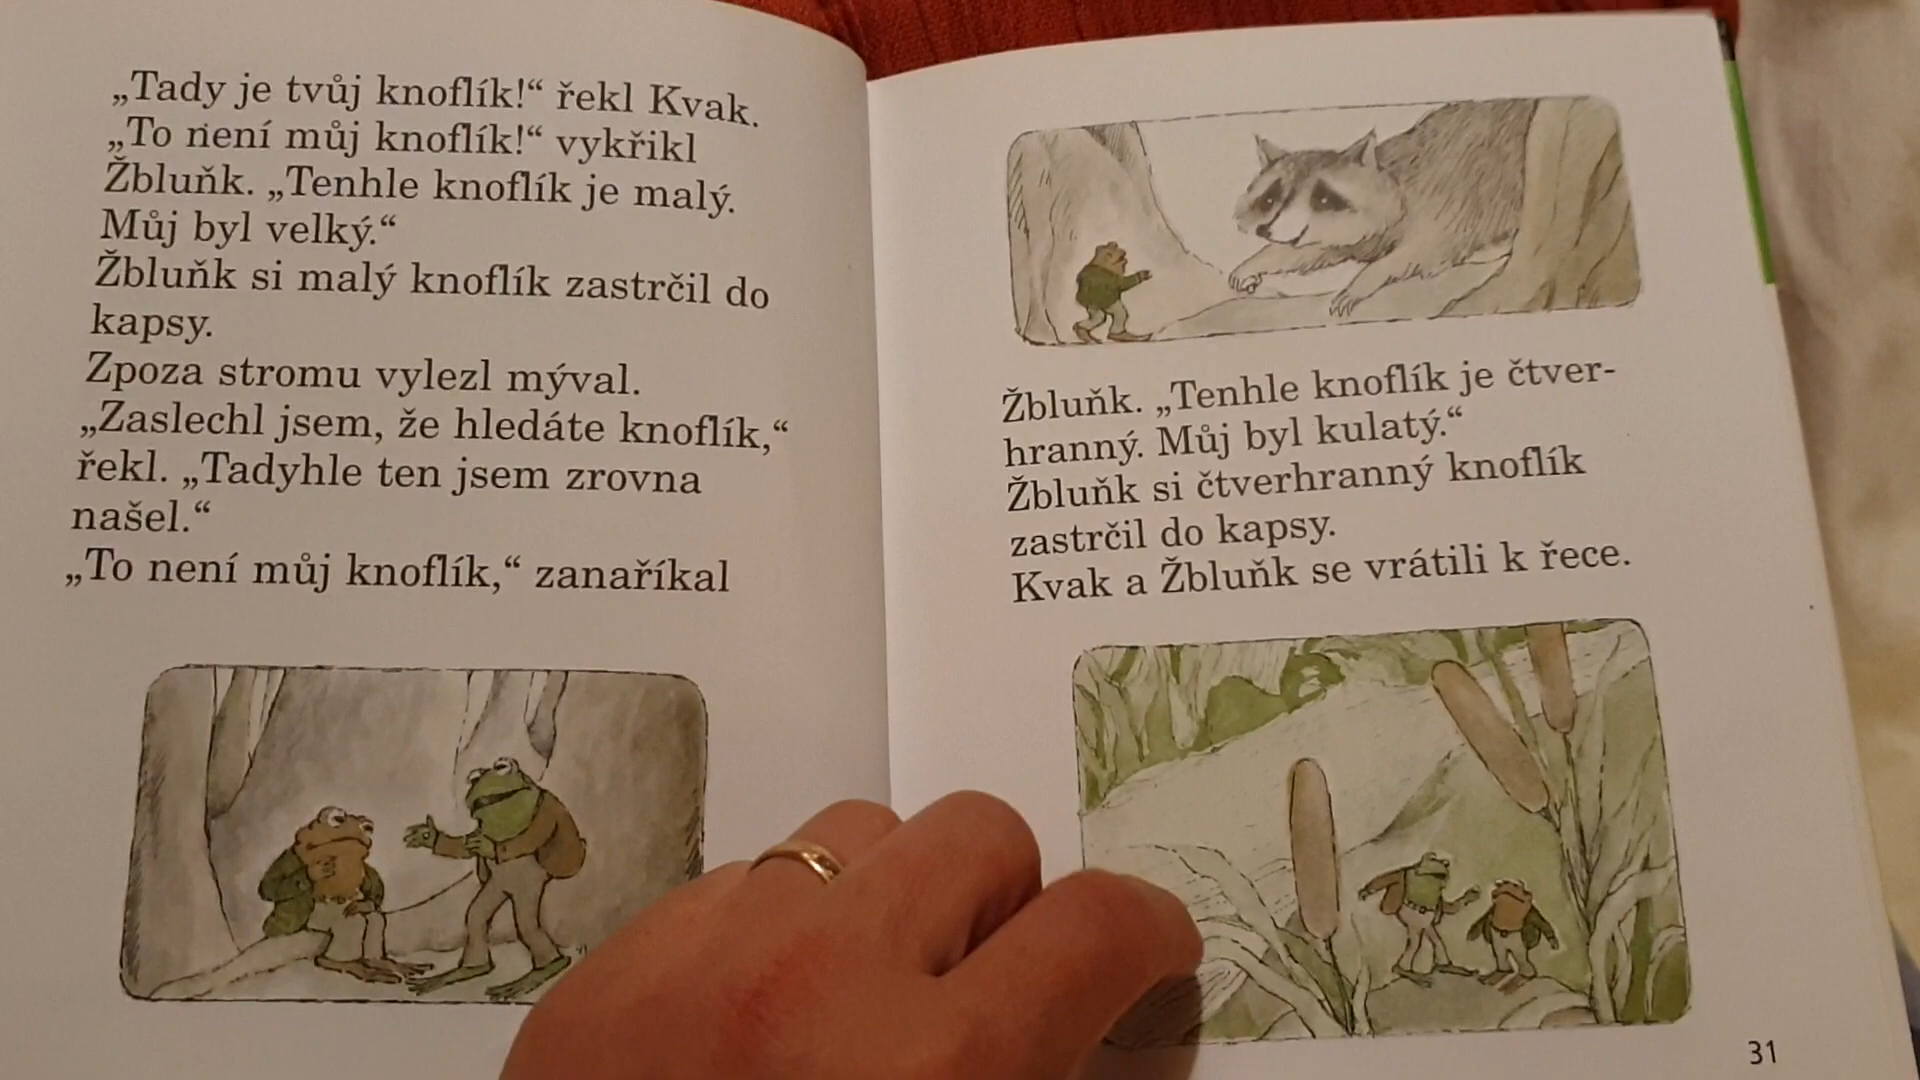 „Tady je tvůj knoflík!“ řekl Kvak.
„To není můj knoflík!“ vykřikl
Žbluňk. „Tenhle knoflík je malý.
Můj byl velký.“
Žbluňk si malý knoflík zastrčil do
kapsy.
Zpoza stromu vylezl mýval.
„Zaslechl jsem, že hledáte knoflík,“
řekl. „Tadyhle ten jsem zrovna
našel.“
„To není můj knoflík,“ zanaříkal
Žbluňk. „Tenhle knoflík je čtver-
hranný. Můj byl kulatý.“
Žbluňk si čtverhranný knoflík
zastrčil do kapsy.
Kvak a Žbluňk se vrátili k řece.
31